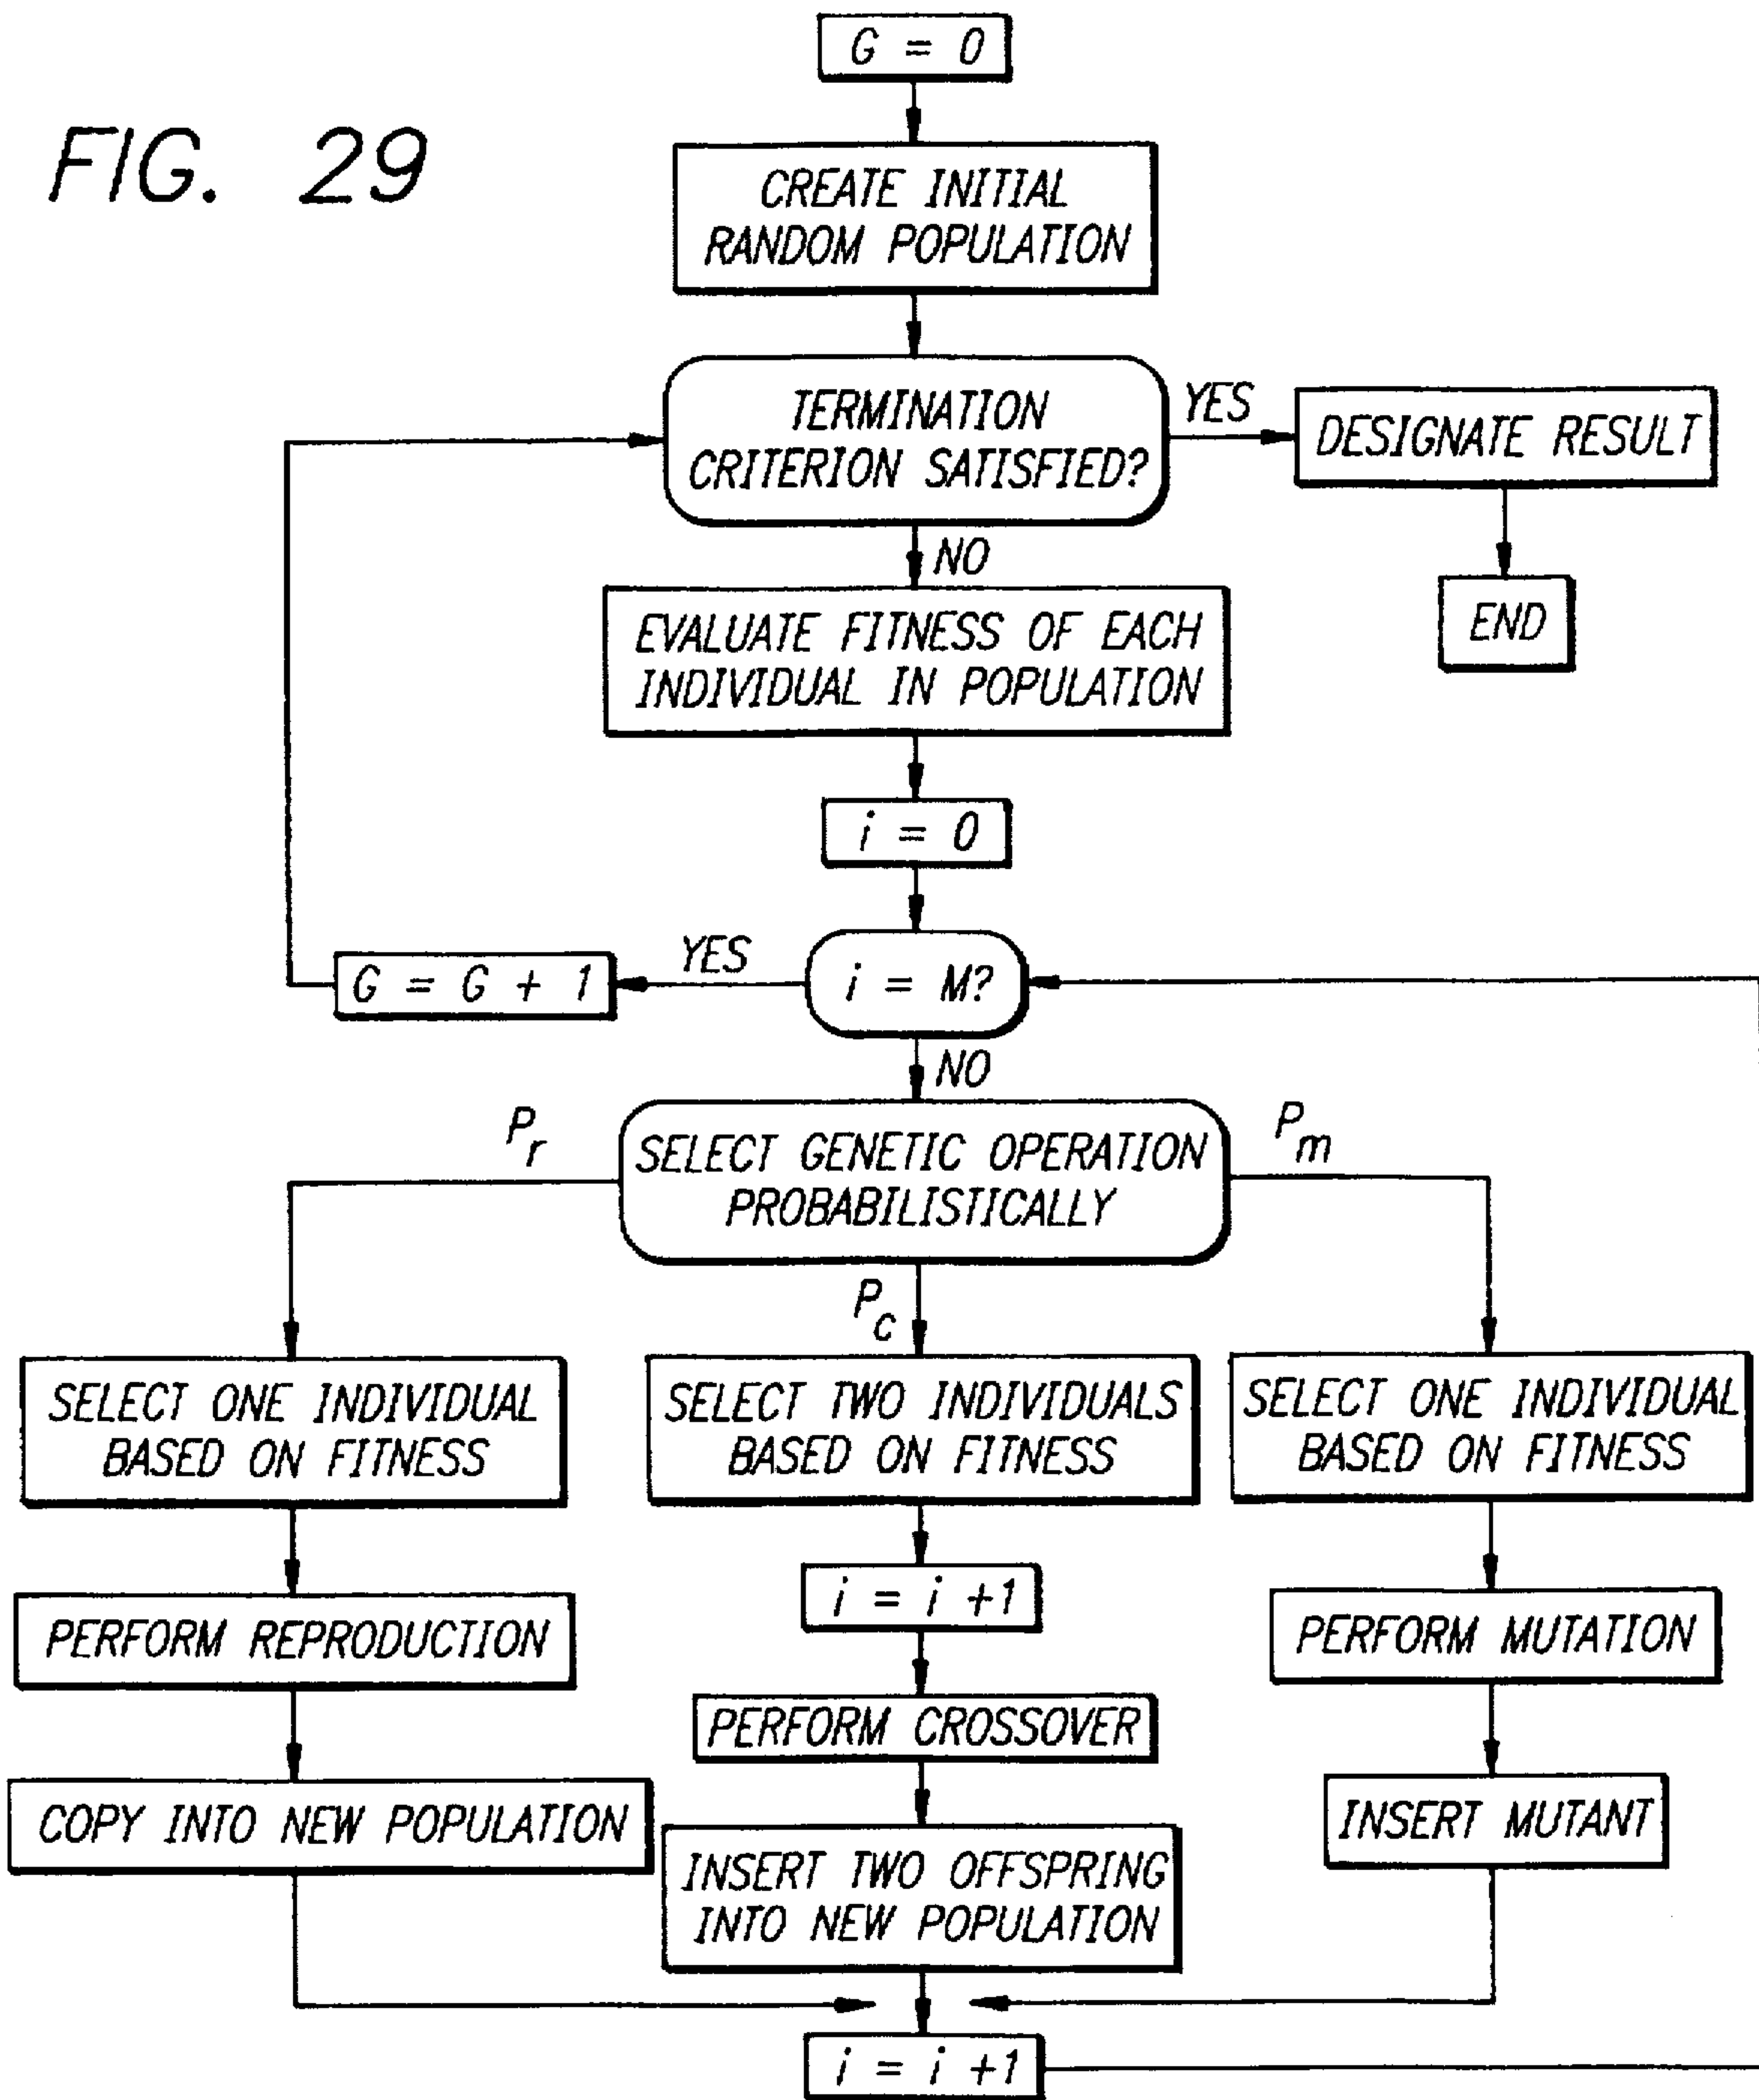 FIG. 29
G = 0
CREATE INITIAL
RANDOM POPULATION
TERMINATION
CRITERION SATISFIED?
YES
DESIGNATE RESULT
END
NO
EVALUATE FITNESS OF EACH
INDIVIDUAL IN POPULATION
i = 0
i = M?
YES
G = G + 1
NO
SELECT GENETIC OPERATION
PROBABILISTICALLY
Pr
Pc
Pm
SELECT ONE INDIVIDUAL
BASED ON FITNESS
PERFORM REPRODUCTION
COPY INTO NEW POPULATION
SELECT TWO INDIVIDUALS
BASED ON FITNESS
i = i +1
PERFORM CROSSOVER
INSERT TWO OFFSPRING
INTO NEW POPULATION
SELECT ONE INDIVIDUAL
BASED ON FITNESS
PERFORM MUTATION
INSERT MUTANT
i = i +1